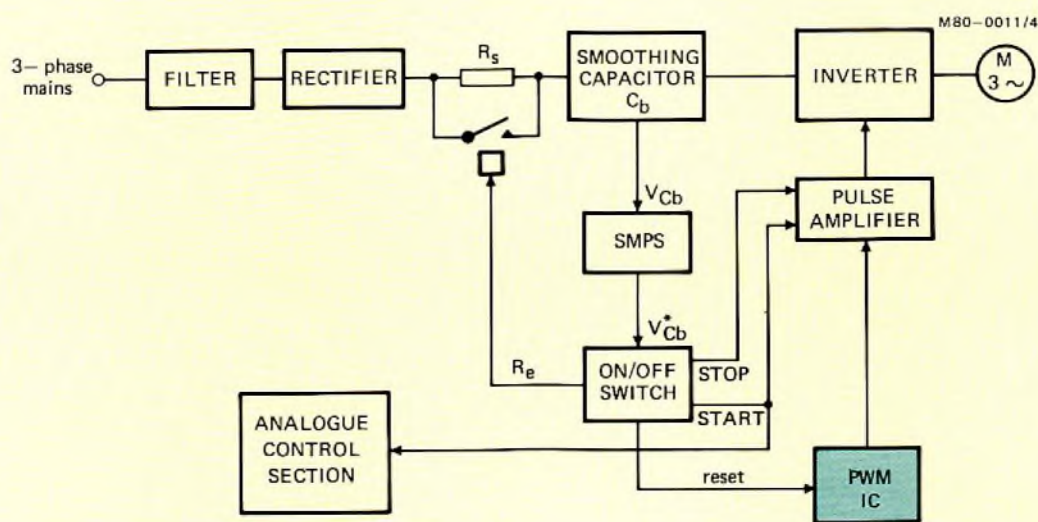 M80-0011/4
3- phase
mains
FILTER
RECTIFIER
Rs
SMOOTHING
CAPACITOR
Cb
INVERTER
M
3 ~
VCb
SMPS
PULSE
AMPLIFIER
V*Cb
Re
ON/OFF
SWITCH
STOP
START
ANALOGUE
CONTROL
SECTION
reset
PWM
IC